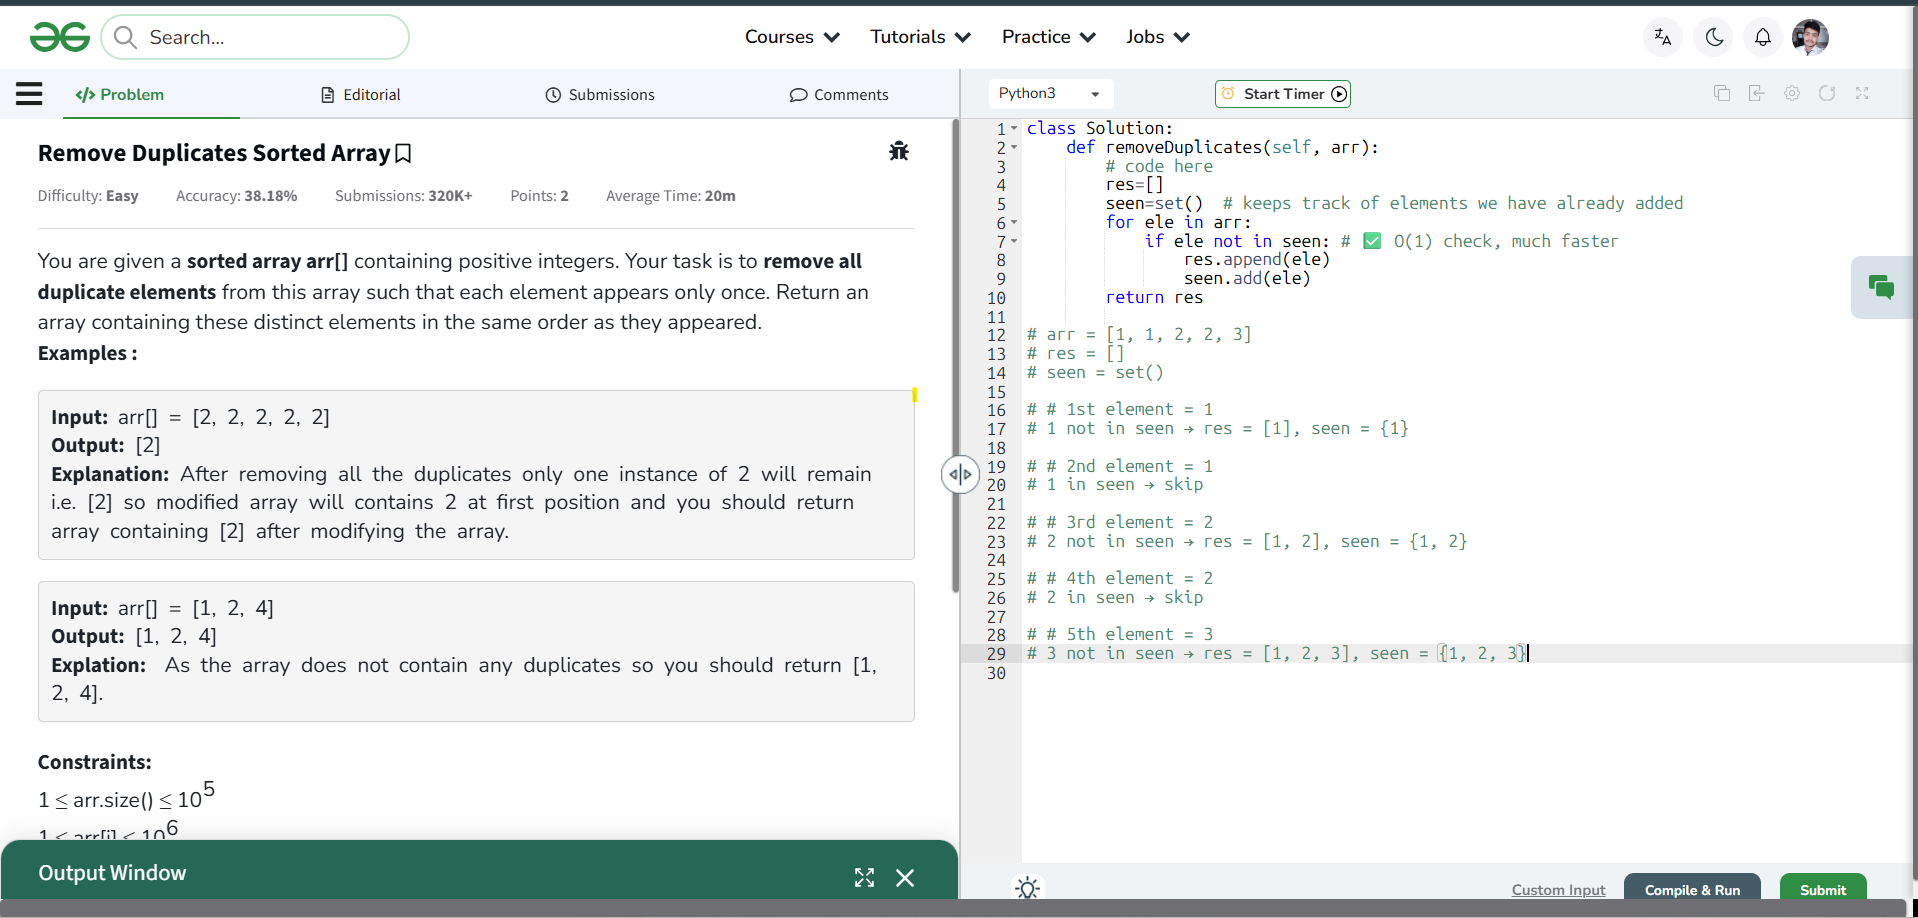 Search...
Courses
Tutorials
Practice
Jobs
Problem
Editorial
Submissions
Comments
Remove Duplicates Sorted Array
Difficulty: Easy Accuracy: 38.18% Submissions: 320K+ Points: 2 Average Time: 20m
You are given a sorted array arr[] containing positive integers. Your task is to remove all
duplicate elements from this array such that each element appears only once. Return an
array containing these distinct elements in the same order as they appeared.
Examples :
Input: arr[] = [2, 2, 2, 2, 2]
Output: [2]
Explanation: After removing all the duplicates only one instance of 2 will remain
i.e. [2] so modified array will contains 2 at first position and you should return
array containing [2] after modifying the array.
Input: arr[] = [1, 2, 4]
Output: [1, 2, 4]
Explation: As the array does not contain any duplicates so you should return [1,
2, 4].
Constraints:
1 ≤ arr.size() ≤ 10^5
1 ≤ arr[i] ≤ 10^6
Output Window
Python3
Start Timer
1 class Solution:
2     def removeDuplicates(self, arr):
3         # code here
4         res=[]
5         seen=set()  # keeps track of elements we have already added
6         for ele in arr:
7             if ele not in seen: # ✅ O(1) check, much faster
8                 res.append(ele)
9                 seen.add(ele)
10         return res
11
12 # arr = [1, 1, 2, 2, 3]
13 # res = []
14 # seen = set()
15
16 # # 1st element = 1
17 # 1 not in seen → res = [1], seen = {1}
18
19 # # 2nd element = 1
20 # 1 in seen → skip
21
22 # # 3rd element = 2
23 # 2 not in seen → res = [1, 2], seen = {1, 2}
24
25 # # 4th element = 2
26 # 2 in seen → skip
27
28 # # 5th element = 3
29 # 3 not in seen → res = [1, 2, 3], seen = {1, 2, 3}
30
Custom Input
Compile & Run
Submit